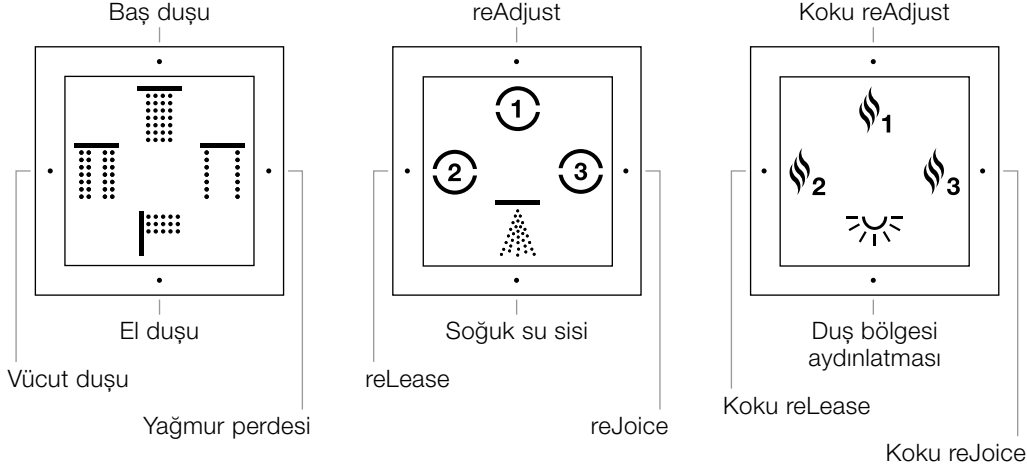 Baş duşu
reAdjust
Koku reAdjust
1
2
3
1
2
3
El duşu
Soğuk su sisi
Duş bölgesi
aydınlatması
Vücut duşu
reLease
Koku reLease
Yağmur perdesi
reJoice
Koku reJoice